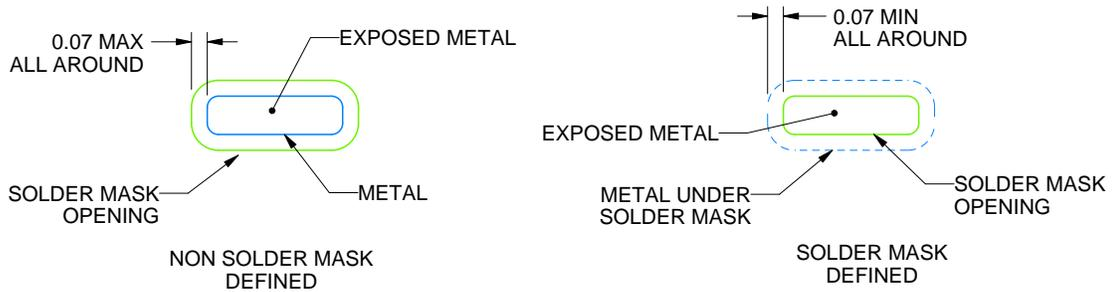 0.07 MAX
ALL AROUND
EXPOSED METAL
SOLDER MASK
OPENING
METAL
NON SOLDER MASK
DEFINED
0.07 MIN
ALL AROUND
EXPOSED METAL
METAL UNDER
SOLDER MASK
SOLDER MASK
OPENING
SOLDER MASK
DEFINED